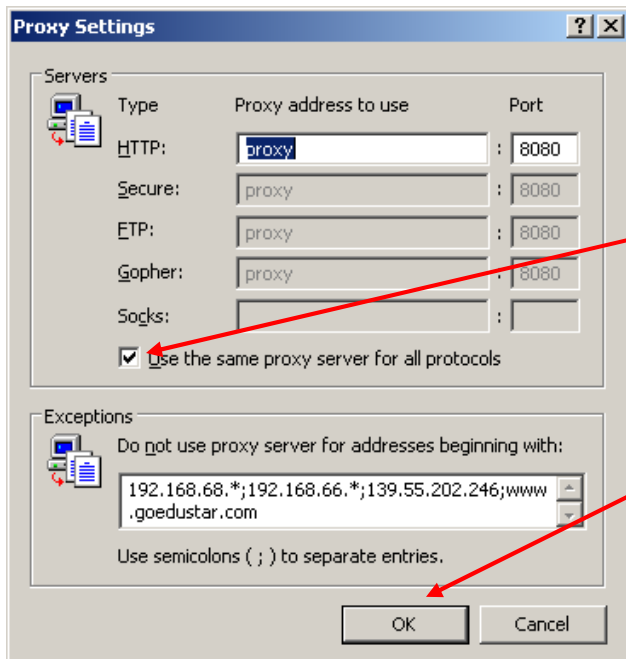 Proxy Settings
Servers
Type Proxy address to use Port
HTTP: proxy : 8080
Secure: proxy : 8080
FTP: proxy : 8080
Gopher: proxy : 8080
Socks: :
Use the same proxy server for all protocols
Exceptions
Do not use proxy server for addresses beginning with:
192.168.68.*;192.168.66.*;139.55.202.246;www
.goedustar.com
Use semicolons ( ; ) to separate entries.
OK Cancel